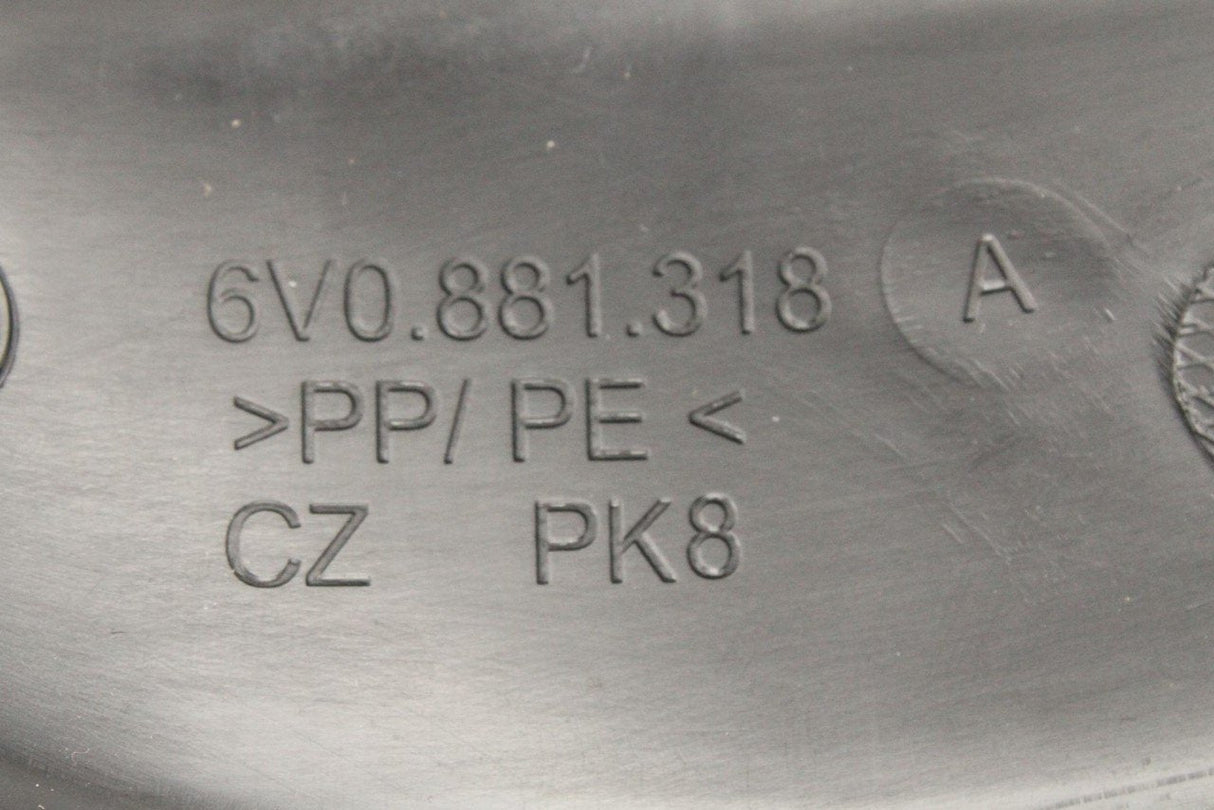 6V0.881.318 A
>PP/ PE <
CZ PK8